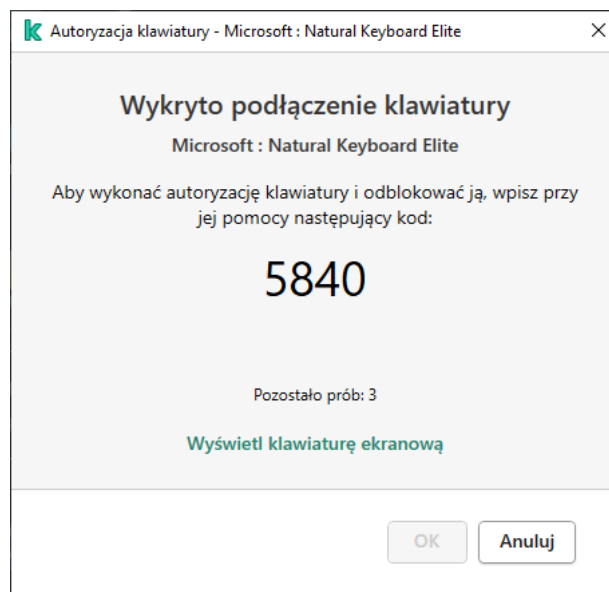 Autoryzacja klawiatury - Microsoft : Natural Keyboard Elite
Wykryto podłączenie klawiatury
Microsoft : Natural Keyboard Elite
Aby wykonać autoryzację klawiatury i odblokować ją, wpisz przy
jej pomocy następujący kod:
5840
Pozostało prób: 3
Wyświetl klawiaturę ekranową
OK
Anuluj